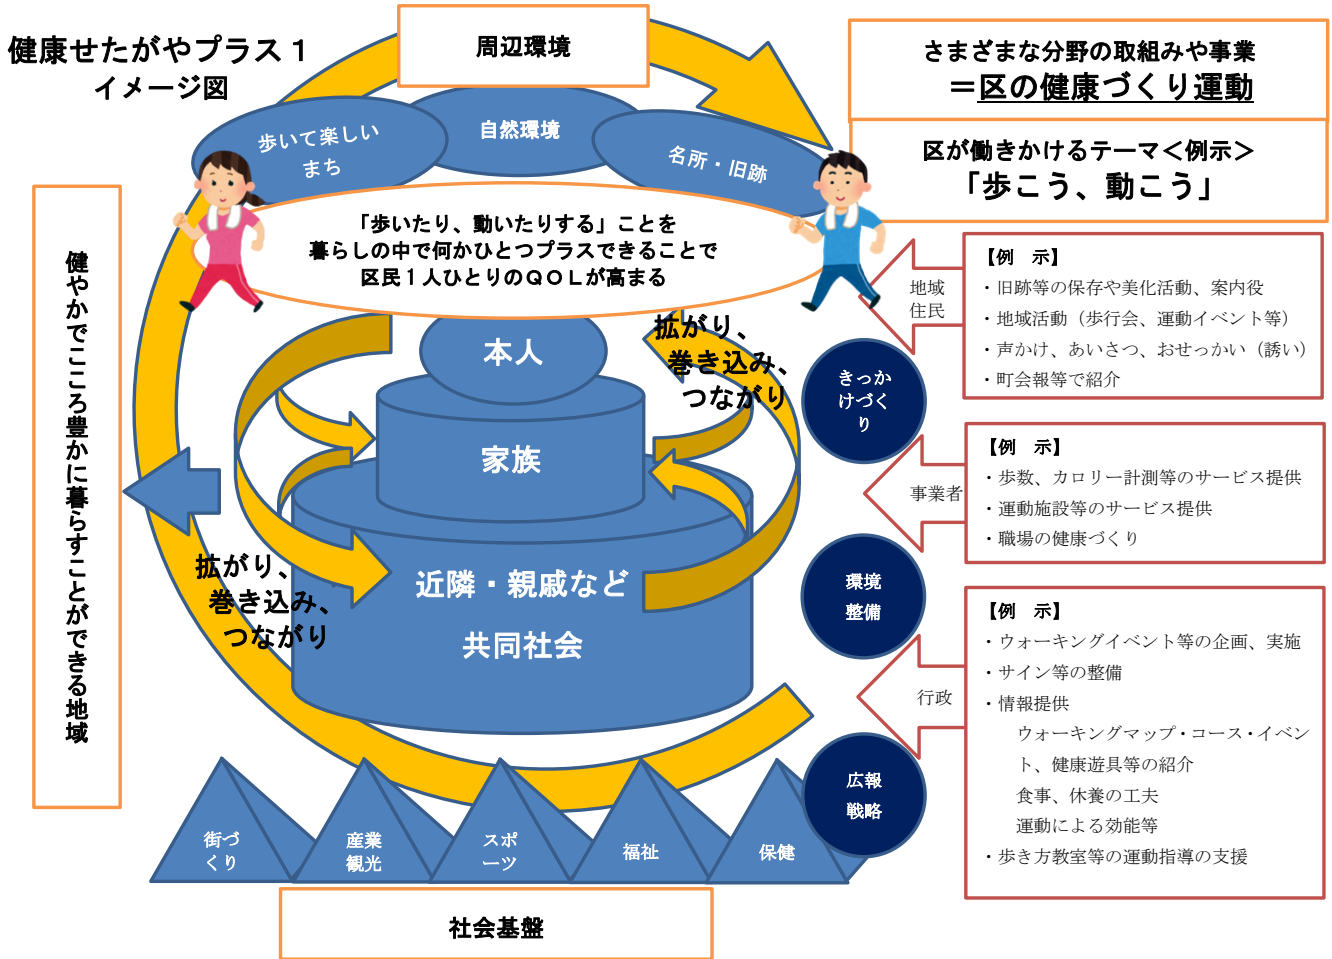 健康せたがやプラス１
イメージ図
周辺環境
さまざまな分野の取組みや事業
＝区の健康づくり運動
区が働きかけるテーマ＜例示＞
「歩こう、動こう」
歩いて楽しい
まち
自然環境
名所・旧跡
「歩いたり、動いたりする」ことを
暮らしの中で何かひとつプラスできることで
区民１人ひとりのＱＯＬが高まる
健やかでこころ豊かに暮らすことができる地域
本人
家族
近隣・親戚など
共同社会
拡がり、
巻き込み、
つながり
拡がり、
巻き込み、
つながり
地域
住民
【例　示】
・旧跡等の保存や美化活動、案内役
・地域活動（歩行会、運動イベント等）
・声かけ、あいさつ、おせっかい（誘い）
・町会報等で紹介
きっか
けづく
り
事業者
【例　示】
・歩数、カロリー計測等のサービス提供
・運動施設等のサービス提供
・職場の健康づくり
環境
整備
行政
【例　示】
・ウォーキングイベント等の企画、実施
・サイン等の整備
・情報提供
ウォーキングマップ・コース・イベン
ト、健康遊具等の紹介
食事、休養の工夫
運動による効能等
・歩き方教室等の運動指導の支援
広報
戦略
街づ
くり
産業
観光
スポ
ーツ
福祉
保健
社会基盤